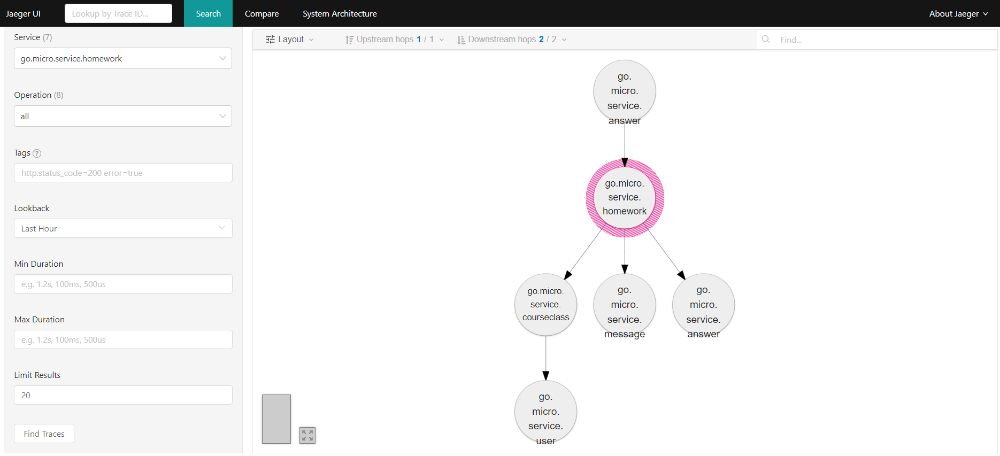 Jaeger UI
Lookup by Trace ID...
Search
Compare
System Architecture
About Jaeger
Service (7)
go.micro.service.homework
Operation (8)
all
Tags ?
http.status_code=200 error=true
Lookback
Last Hour
Min Duration
e.g. 1.2s, 100ms, 500us
Max Duration
e.g. 1.2s, 100ms, 500us
Limit Results
20
Find Traces
Layout
Upstream hops 1 / 1
Downstream hops 2 / 2
Find...
go.
micro.
service.
answer
go.micro.
service.
homework
go.micro.
service.
courseclass
go.
micro.
service.
message
go.
micro.
service.
answer
go.
micro.
service.
user